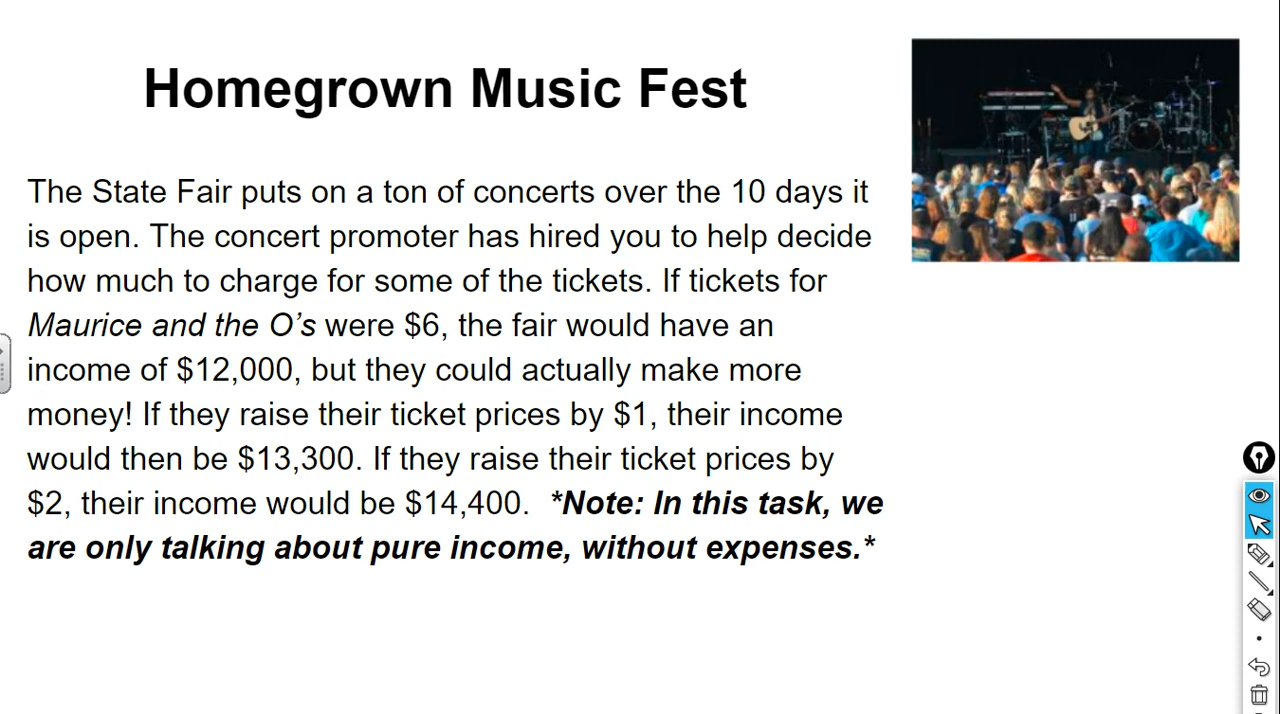 Homegrown Music Fest
The State Fair puts on a ton of concerts over the 10 days it
is open. The concert promoter has hired you to help decide
how much to charge for some of the tickets. If tickets for
Maurice and the O’s were $6, the fair would have an
income of $12,000, but they could actually make more
money! If they raise their ticket prices by $1, their income
would then be $13,300. If they raise their ticket prices by
$2, their income would be $14,400. *Note: In this task, we
are only talking about pure income, without expenses.*